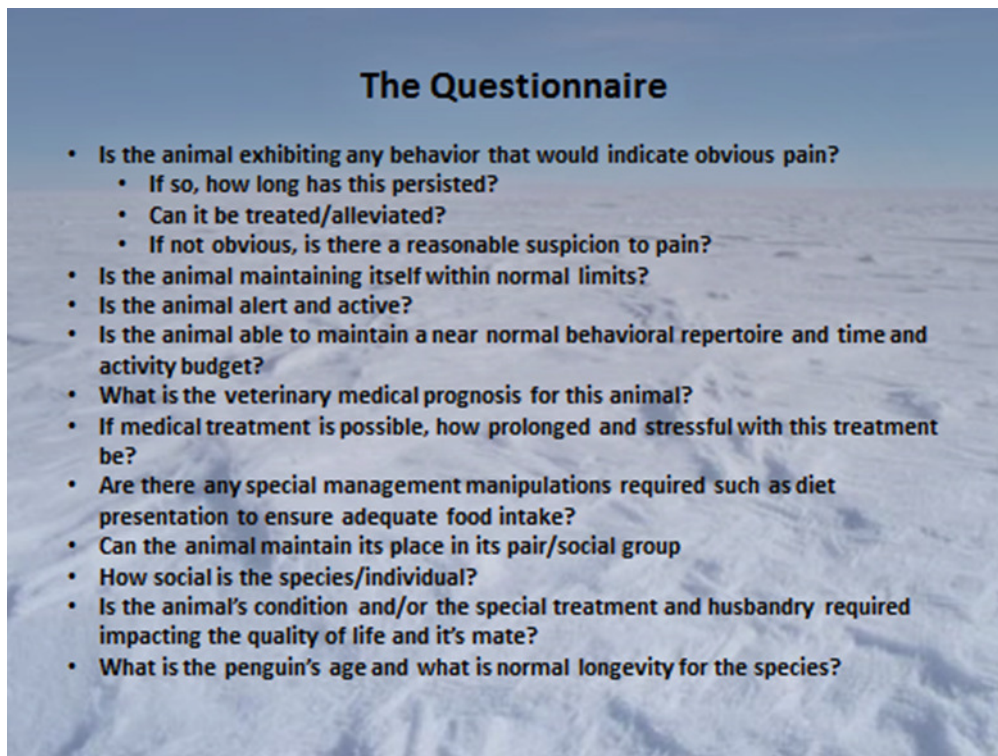 The Questionnaire
• Is the animal exhibiting any behavior that would indicate obvious pain?
• If so, how long has this persisted?
• Can it be treated/alleviated?
• If not obvious, is there a reasonable suspicion to pain?
• Is the animal maintaining itself within normal limits?
• Is the animal alert and active?
• Is the animal able to maintain a near normal behavioral repertoire and time and
activity budget?
• What is the veterinary medical prognosis for this animal?
• If medical treatment is possible, how prolonged and stressful with this treatment
be?
• Are there any special management manipulations required such as diet
presentation to ensure adequate food intake?
• Can the animal maintain its place in its pair/social group
• How social is the species/individual?
• Is the animal's condition and/or the special treatment and husbandry required
impacting the quality of life and it's mate?
• What is the penguin's age and what is normal longevity for the species?